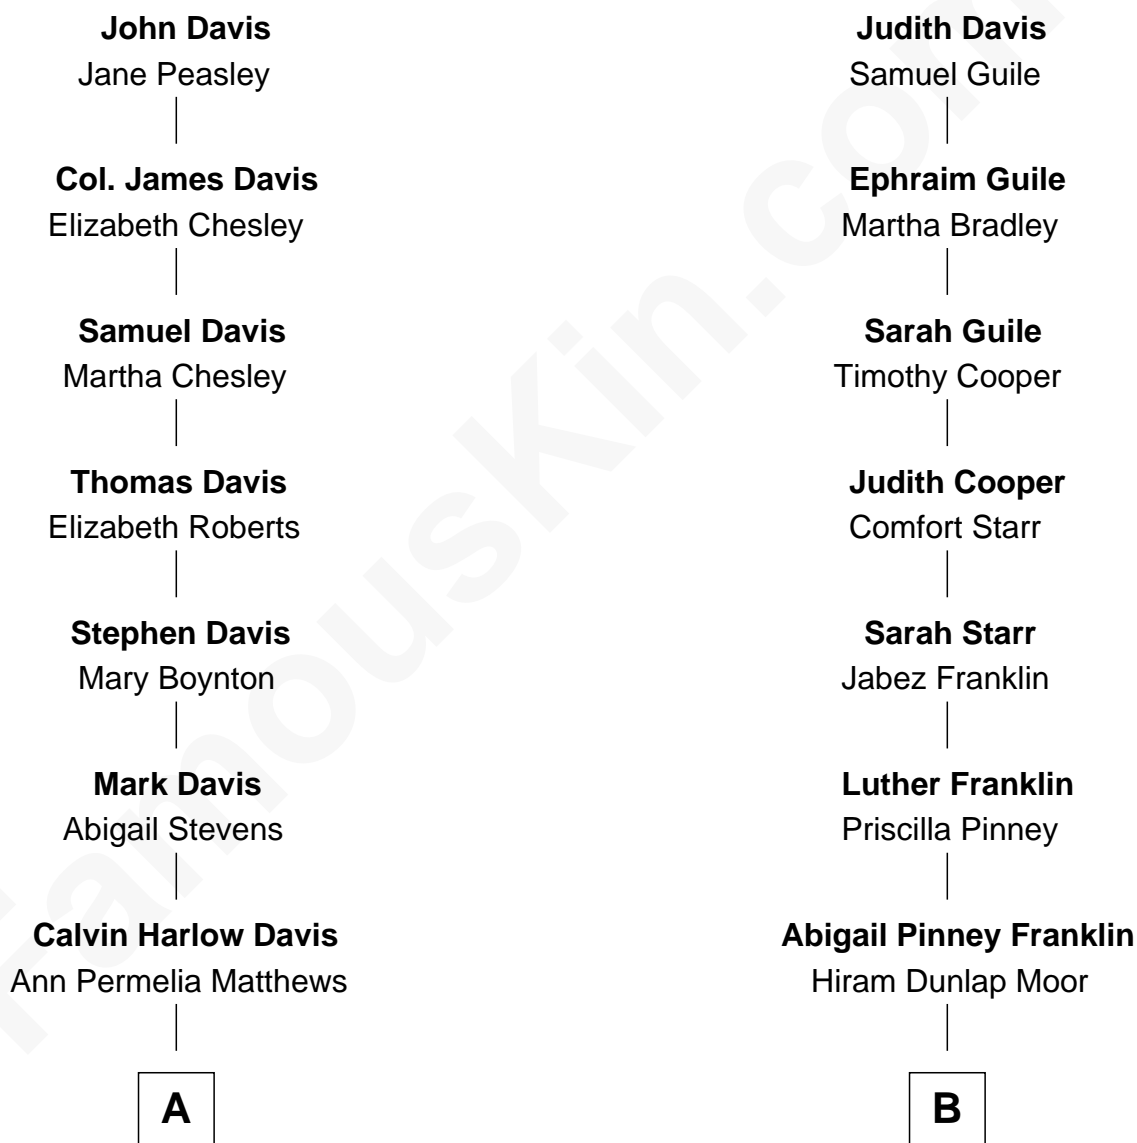 John Davis
Jane Peasley
Col. James Davis
Elizabeth Chesley
Samuel Davis
Martha Chesley
Thomas Davis
Elizabeth Roberts
Stephen Davis
Mary Boynton
Mark Davis
Abigail Stevens
Calvin Harlow Davis
Ann Permelia Matthews
A
Judith Davis
Samuel Guile
Ephraim Guile
Martha Bradley
Sarah Guile
Timothy Cooper
Judith Cooper
Comfort Starr
Sarah Starr
Jabez Franklin
Luther Franklin
Priscilla Pinney
Abigail Pinney Franklin
Hiram Dunlap Moor
B
FamousKin.com